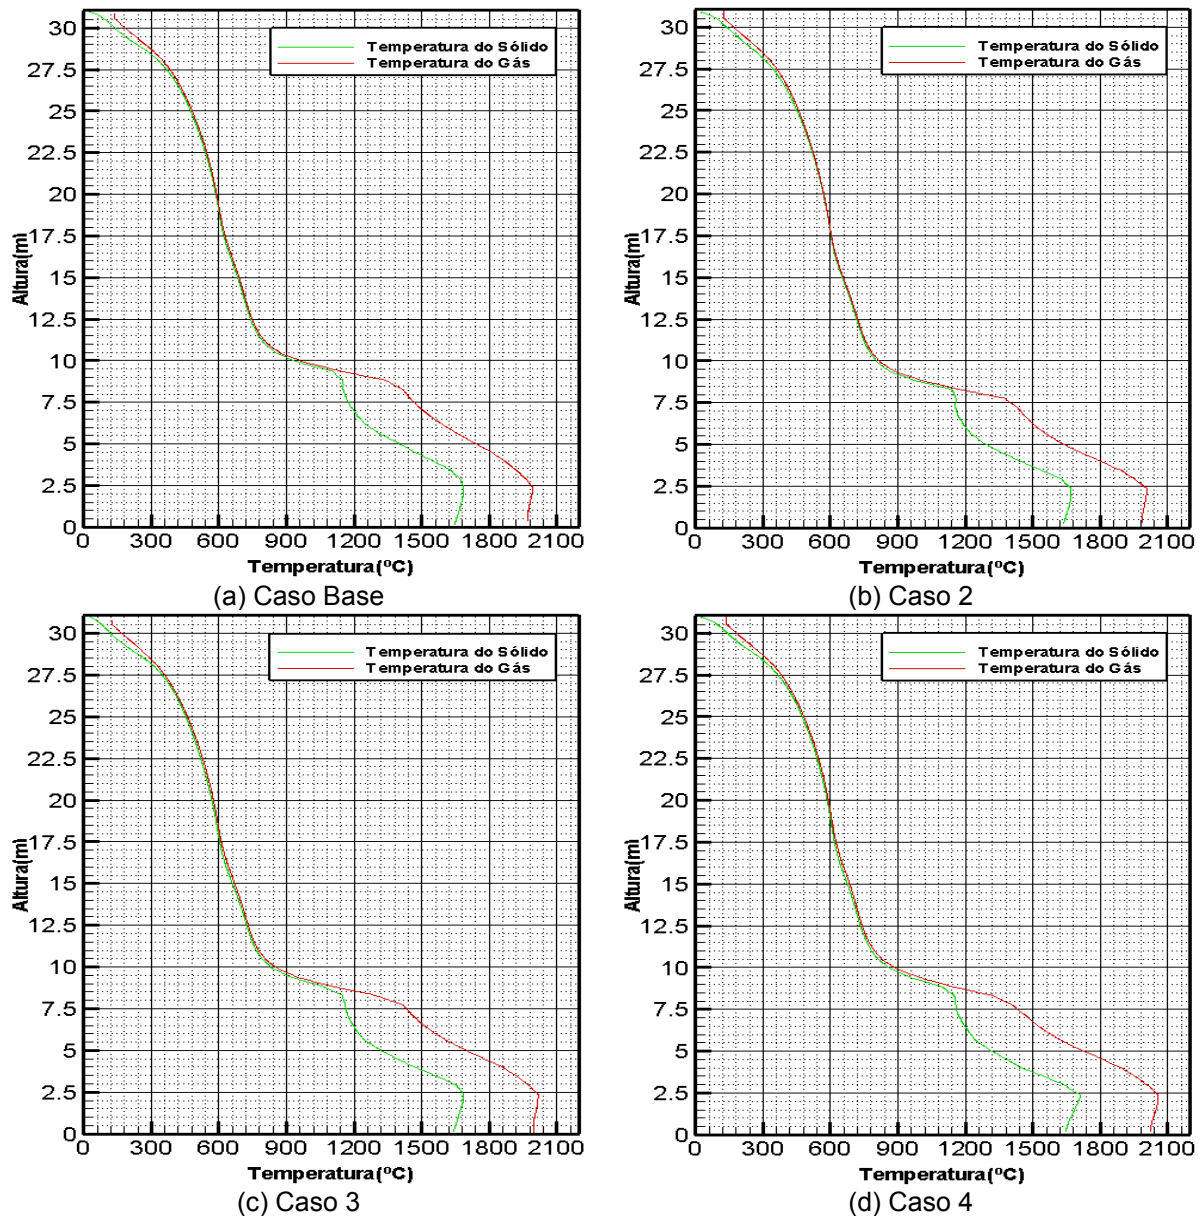 30
27.5
25
22.5
20
17.5
15
12.5
10
7.5
5
2.5
0
Altura(m)
Temperatura do Sólido
Temperatura do Gás
0 300 600 900 1200 1500 1800 2100
Temperatura(ºC)
(a) Caso Base
30
27.5
25
22.5
20
17.5
15
12.5
10
7.5
5
2.5
0
Altura(m)
Temperatura do Sólido
Temperatura do Gás
0 300 600 900 1200 1500 1800 2100
Temperatura(ºC)
(b) Caso 2
30
27.5
25
22.5
20
17.5
15
12.5
10
7.5
5
2.5
0
Altura(m)
Temperatura do Sólido
Temperatura do Gás
0 300 600 900 1200 1500 1800 2100
Temperatura(ºC)
(c) Caso 3
30
27.5
25
22.5
20
17.5
15
12.5
10
7.5
5
2.5
0
Altura(m)
Temperatura do Sólido
Temperatura do Gás
0 300 600 900 1200 1500 1800 2100
Temperatura(ºC)
(d) Caso 4